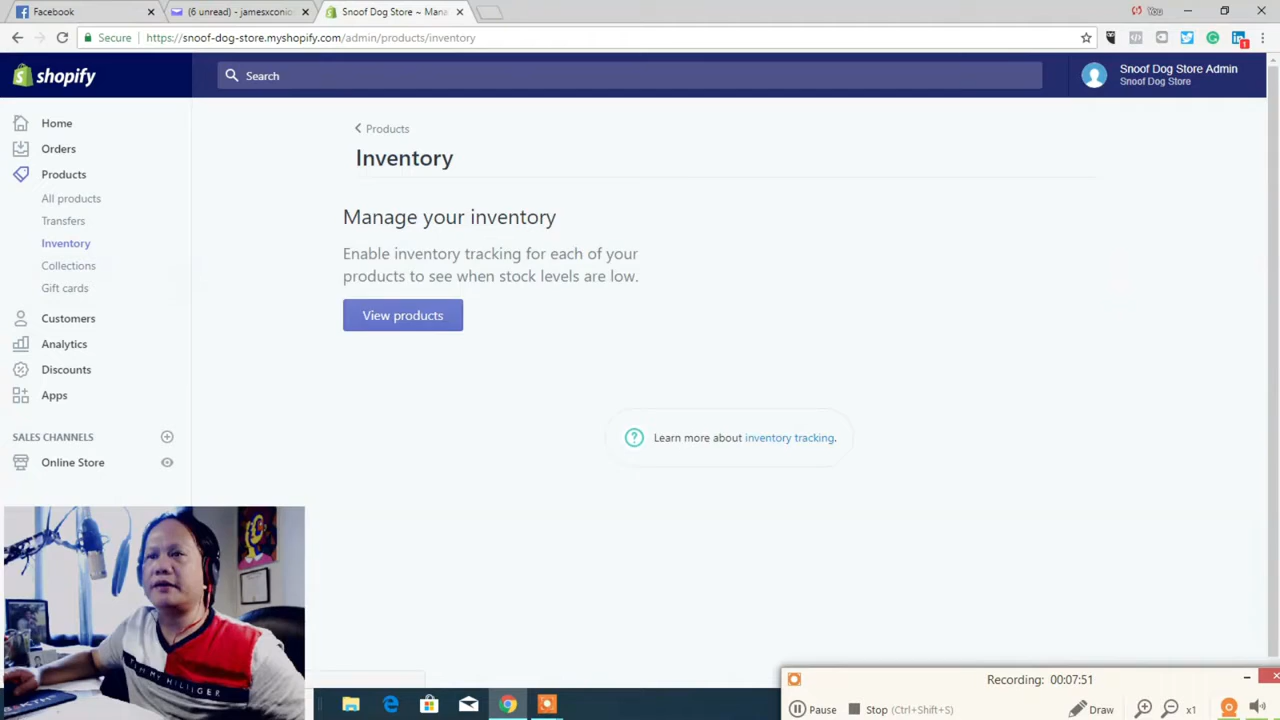 Facebook
(6 unread) - jamesxconic
Snoof Dog Store ~ Mana
You
Secure
https://snoof-dog-store.myshopify.com/admin/products/inventory
1
shopify
Search
Snoof Dog Store Admin
Snoof Dog Store
Home
Orders
Products
All products
Transfers
Inventory
Collections
Gift cards
Customers
Analytics
Discounts
Apps
SALES CHANNELS
Online Store
Products
Inventory
Manage your inventory
Enable inventory tracking for each of your
products to see when stock levels are low.
View products
Learn more about inventory tracking.
TOMMY HILFIGER
Recording: 00:07:51
Pause
Stop (Ctrl+Shift+S)
Draw
x1